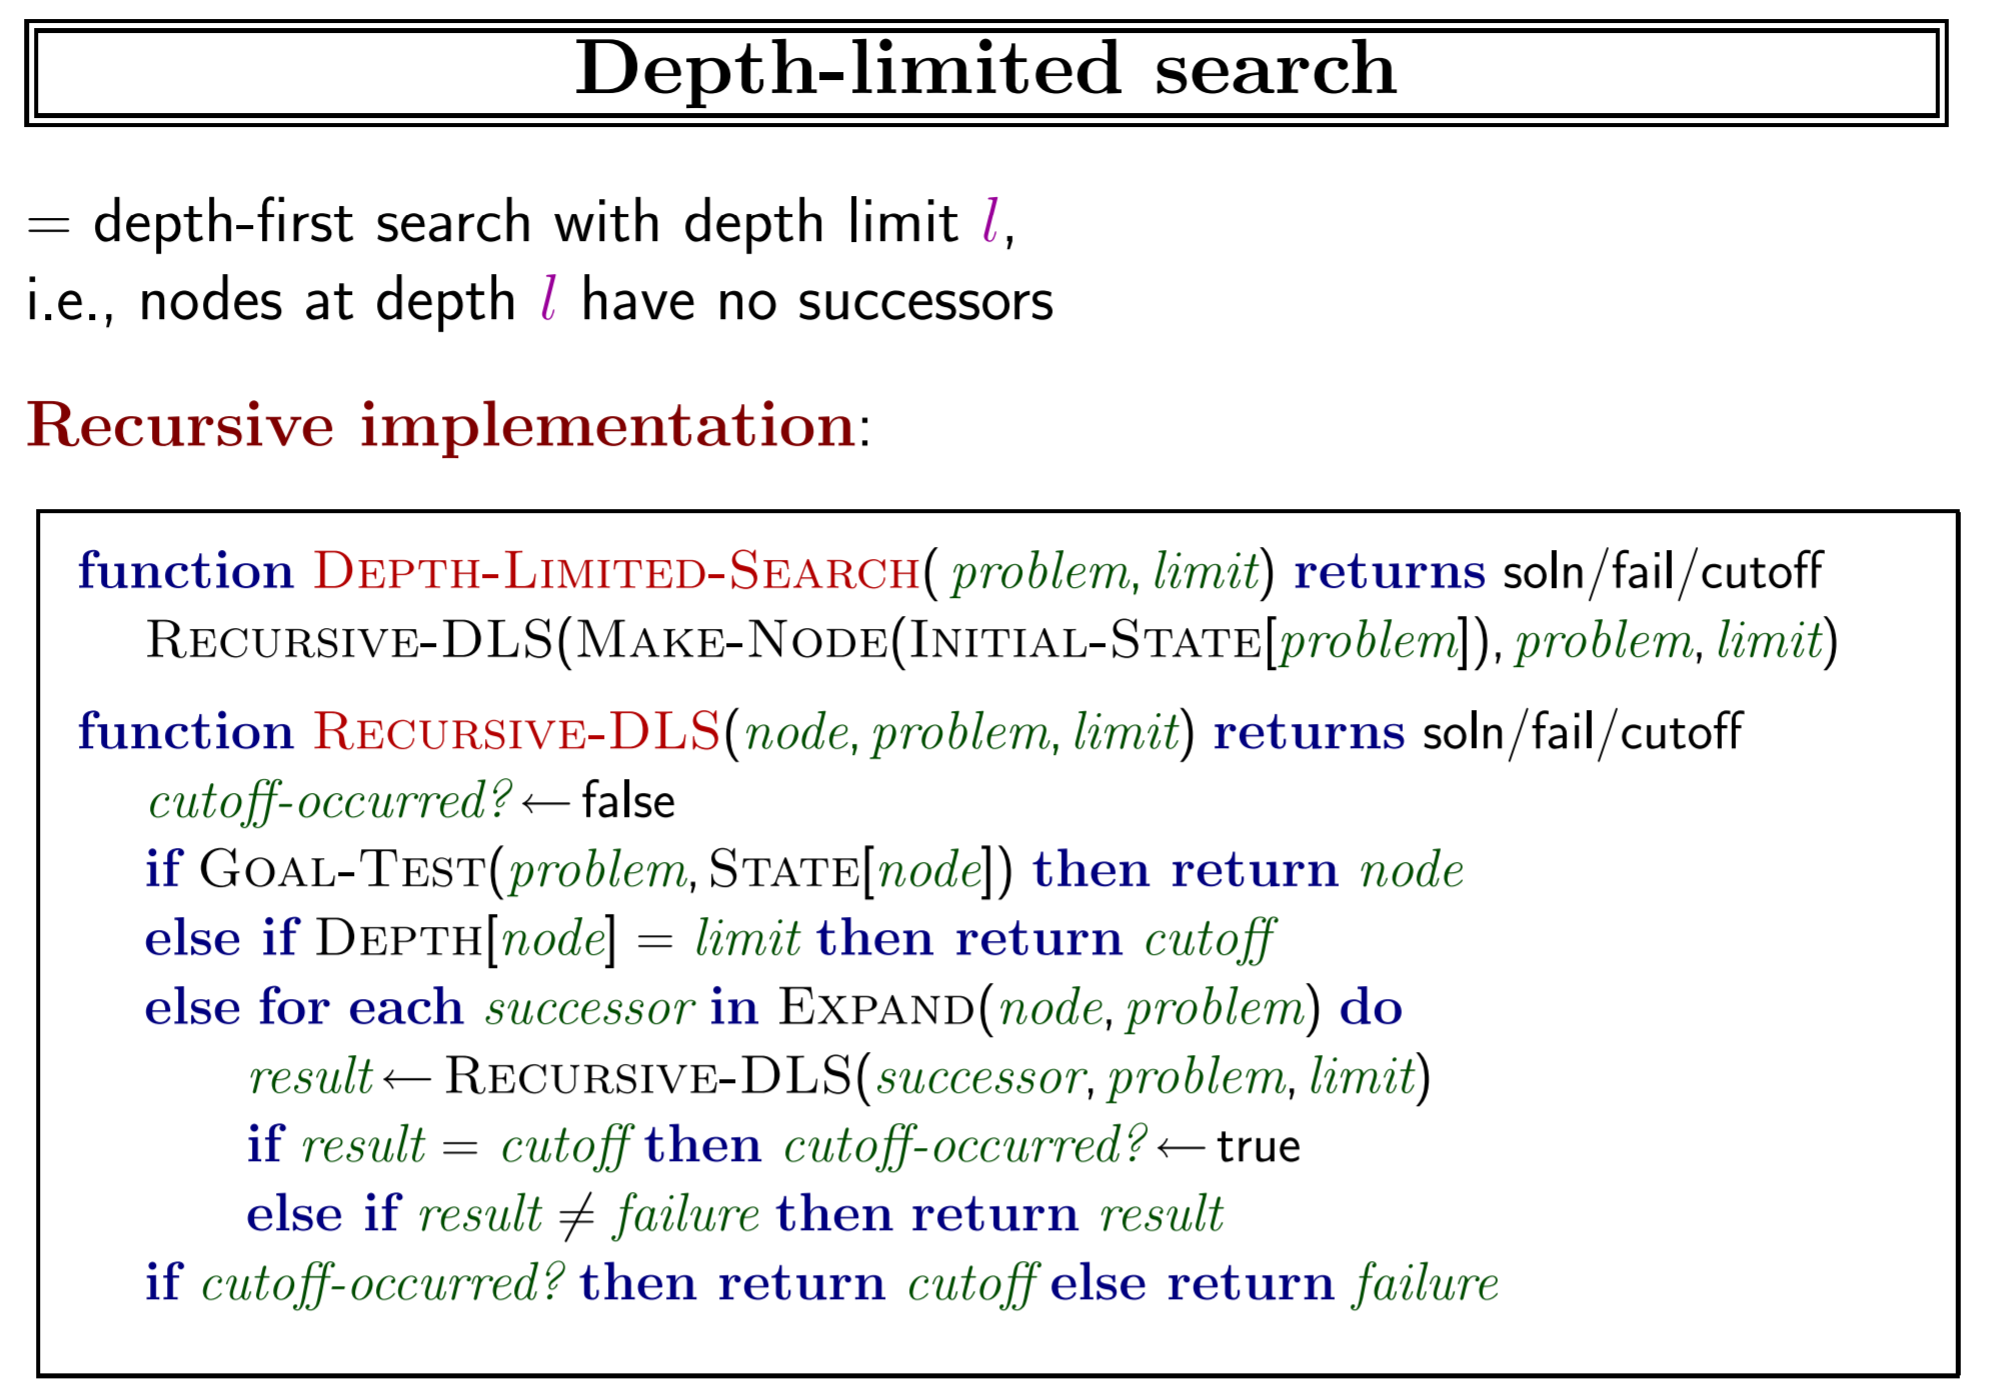 Depth-limited search
= depth-first search with depth limit l,
i.e., nodes at depth l have no successors
Recursive implementation:
function DEPTH-LIMITED-SEARCH( problem, limit) returns soln/fail/cutoff
RECURSIVE-DLS(MAKE-NODE(INITIAL-STATE[problem]), problem, limit)
function RECURSIVE-DLS(node, problem, limit) returns soln/fail/cutoff
cutoff-occurred? ← false
if GOAL-TEST(problem, STATE[node]) then return node
else if DEPTH[node] = limit then return cutoff
else for each successor in EXPAND(node, problem) do
result ← RECURSIVE-DLS(successor, problem, limit)
if result = cutoff then cutoff-occurred? ← true
else if result ≠ failure then return result
if cutoff-occurred? then return cutoff else return failure